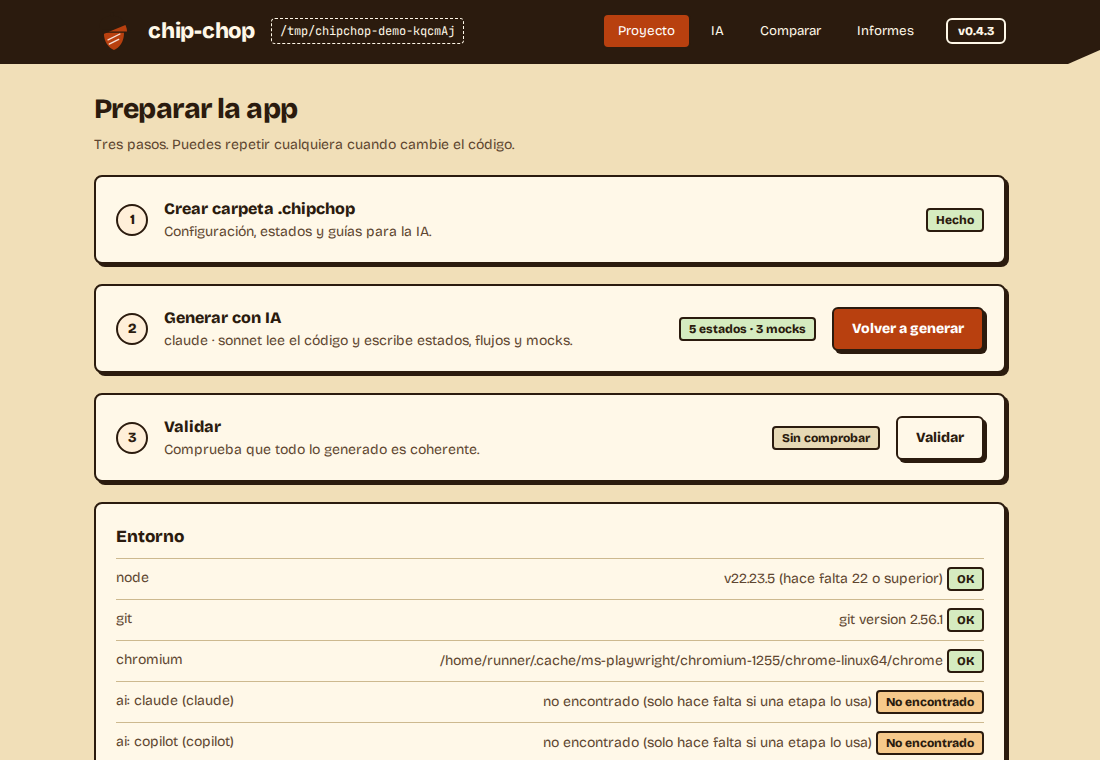 chip-chop
/tmp/chipchop-demo-kqcmAj
Proyecto
IA
Comparar
Informes
v0.4.3
Preparar la app
Tres pasos. Puedes repetir cualquiera cuando cambie el código.
1
Crear carpeta .chipchop
Configuración, estados y guías para la IA.
Hecho
2
Generar con IA
claude · sonnet lee el código y escribe estados, flujos y mocks.
5 estados · 3 mocks
Volver a generar
3
Validar
Comprueba que todo lo generado es coherente.
Sin comprobar
Validar
Entorno
node
v22.23.5 (hace falta 22 o superior)
OK
git
git version 2.56.1
OK
chromium
/home/runner/.cache/ms-playwright/chromium-1255/chrome-linux64/chrome
OK
ai: claude (claude)
no encontrado (solo hace falta si una etapa lo usa)
No encontrado
ai: copilot (copilot)
no encontrado (solo hace falta si una etapa lo usa)
No encontrado